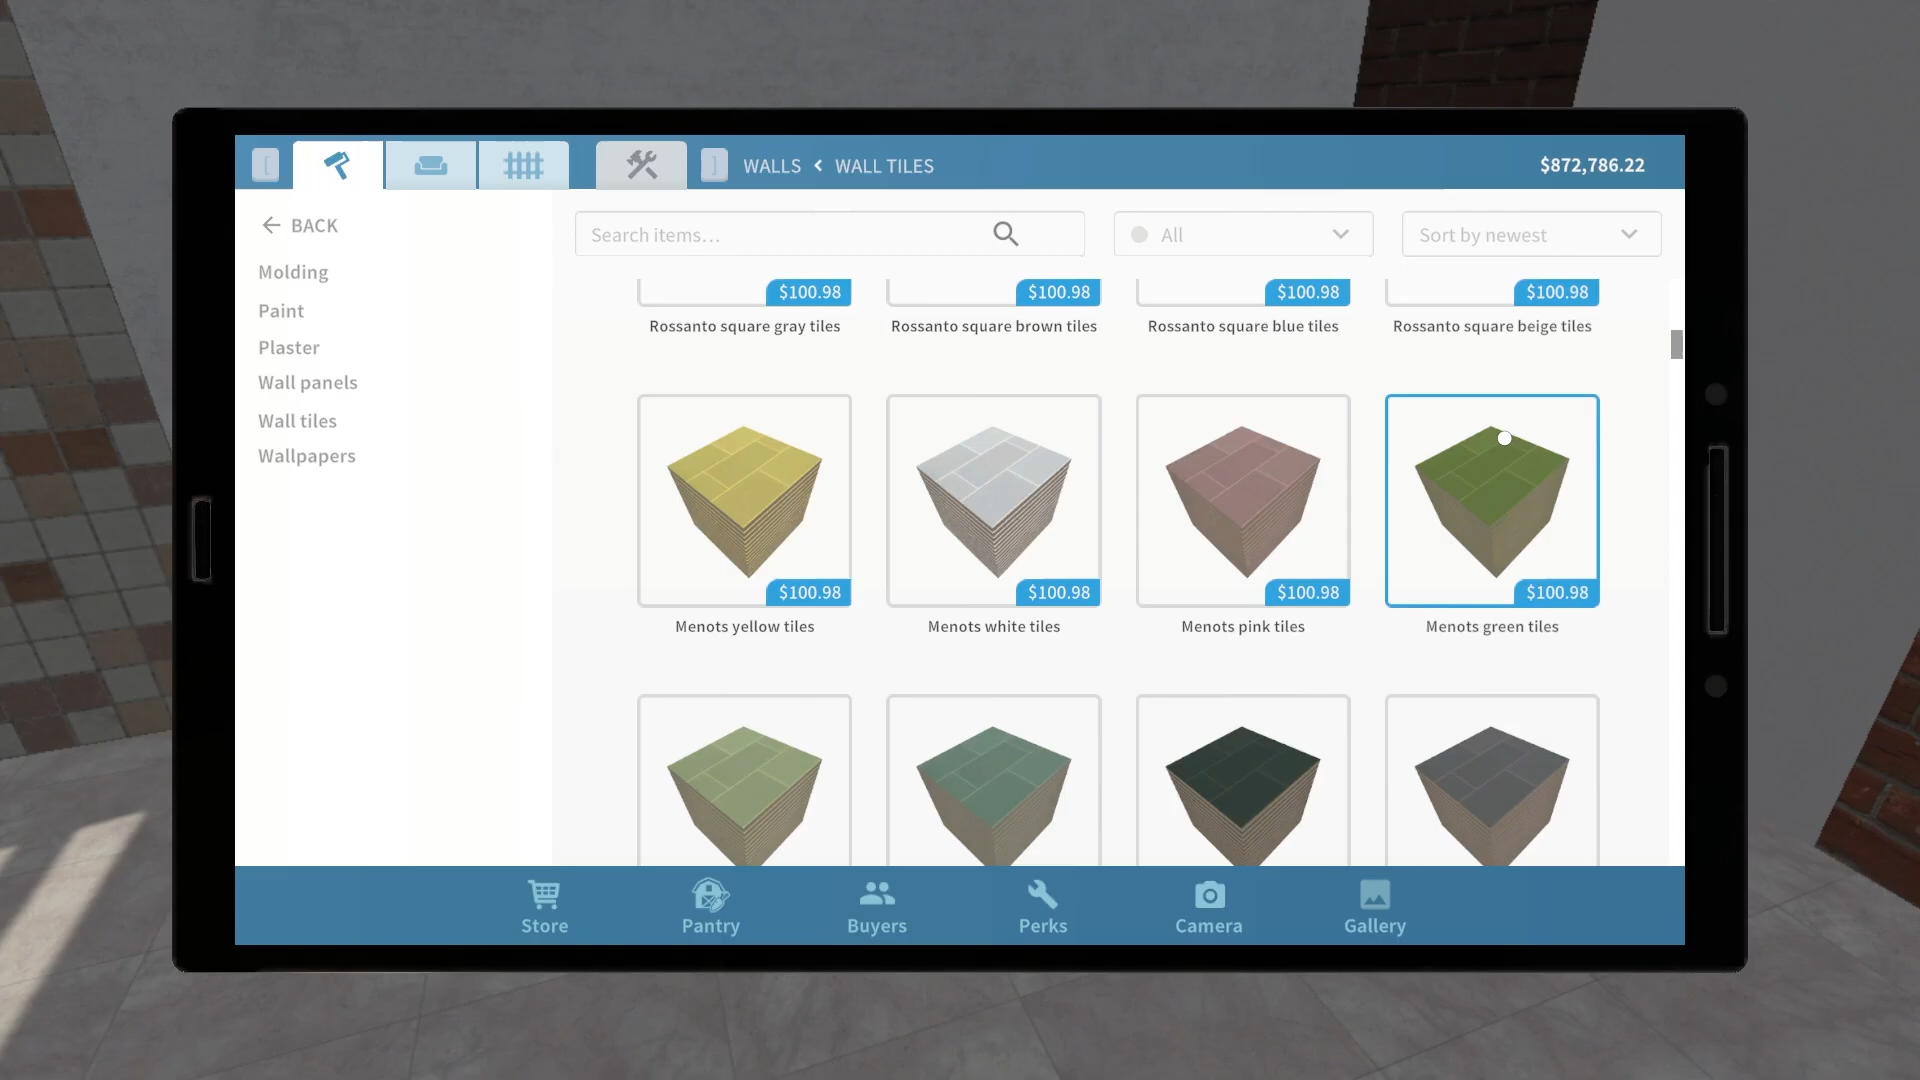 [
]
WALLS < WALL TILES
$872,786.22
BACK
Molding
Paint
Plaster
Wall panels
Wall tiles
Wallpapers
Search items...
All
Sort by newest
$100.98 $100.98 $100.98 $100.98
Rossanto square gray tiles Rossanto square brown tiles Rossanto square blue tiles Rossanto square beige tiles
$100.98 $100.98 $100.98 $100.98
Menots yellow tiles Menots white tiles Menots pink tiles Menots green tiles
Store Pantry Buyers Perks Camera Gallery